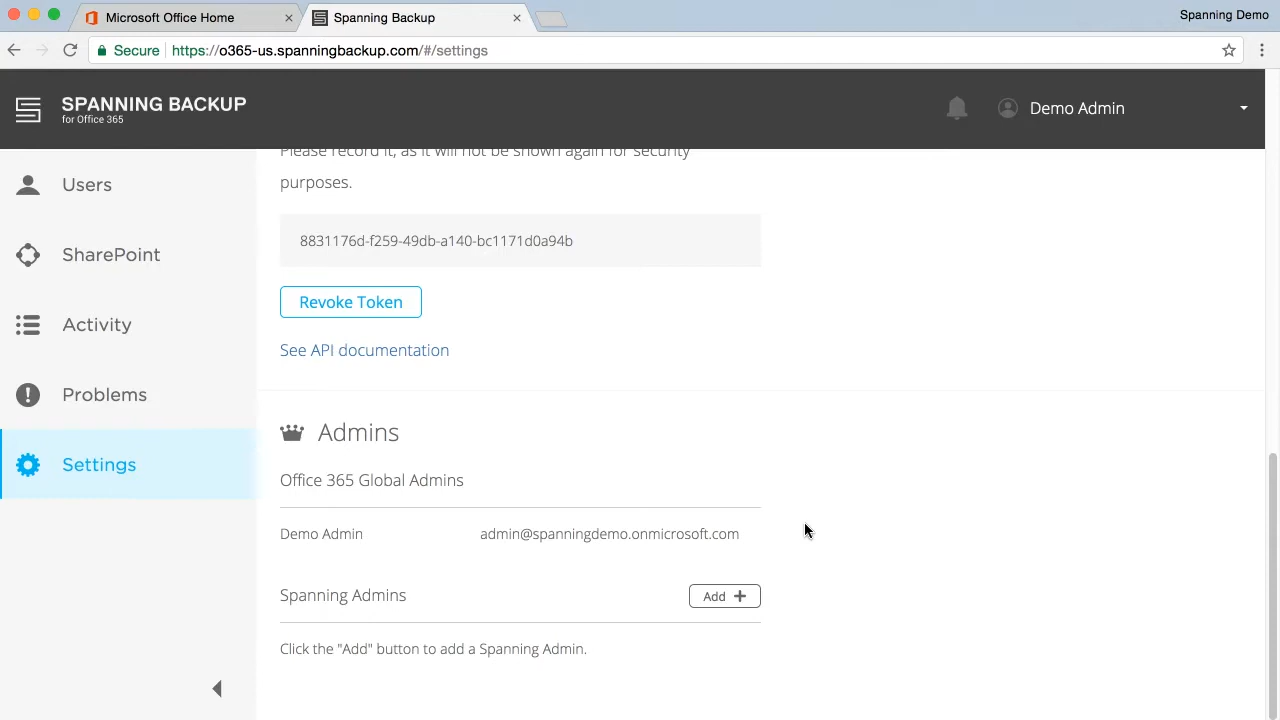 Microsoft Office Home
Spanning Backup
Spanning Demo
Secure
https://o365-us.spanningbackup.com/#/settings
SPANNING BACKUP
for Office 365
Demo Admin
Users
SharePoint
Activity
Problems
Settings
Please record it, as it will not be shown again for security
purposes.
8831176d-f259-49db-a140-bc1171d0a94b
Revoke Token
See API documentation
Admins
Office 365 Global Admins
Demo Admin admin@spanningdemo.onmicrosoft.com
Spanning Admins
Add +
Click the "Add" button to add a Spanning Admin.